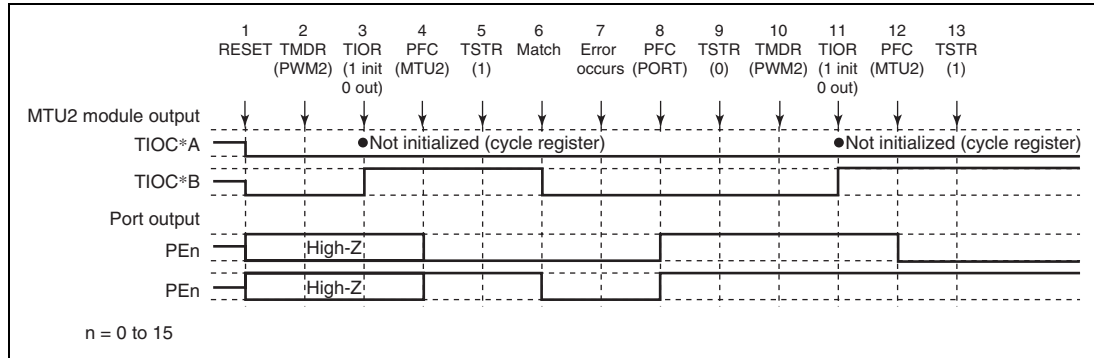 1 2 3 4 5 6 7 8 9 10 11 12 13
RESET TMDR TIOR PFC TSTR Match Error PFC TSTR TMDR TIOR PFC TSTR
(PWM2) (1 init (MTU2) (1) occurs (PORT) (0) (PWM2) (1 init (MTU2) (1)
0 out) 0 out)
MTU2 module output
TIOC*A ●Not initialized (cycle register) ●Not initialized (cycle register)
TIOC*B
Port output
PEn High-Z
PEn High-Z
n = 0 to 15